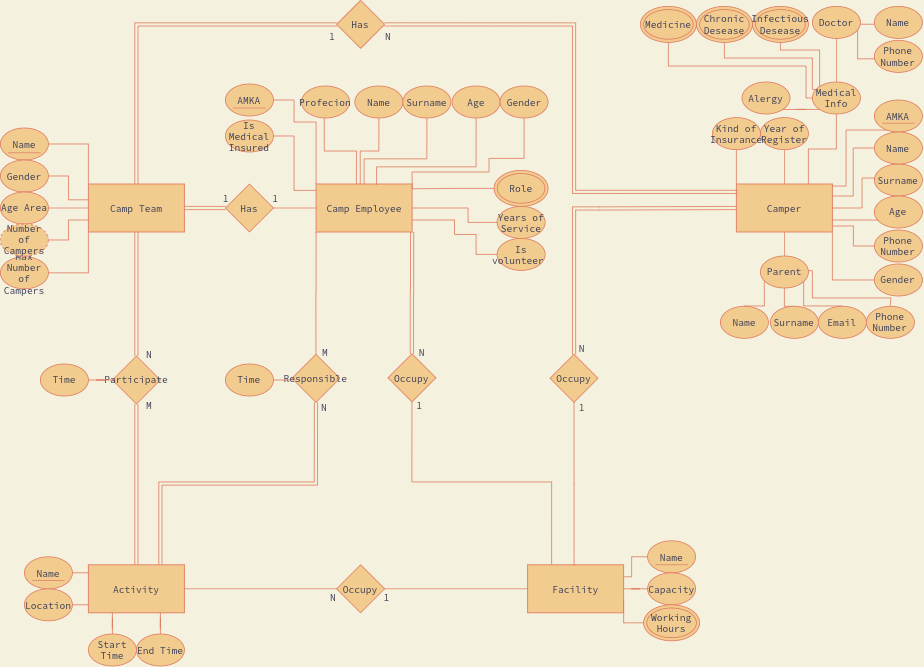 Has
1
N
Medicine
Chronic
Desease
Infectious
Desease
Doctor
Name
Phone
Number
Alergy
Medical
Info
Kind of
Insurance
Year of
Register
AMKA
Name
Surname
Age
Phone
Number
Gender
Camper
Parent
Name
Surname
Email
Phone
Number
AMKA
Is
Medical
Insured
Profecion
Name
Surname
Age
Gender
Role
Years of
Service
Is
volunteer
Camp Employee
1
Has
1
Name
Gender
Age Area
Number
of
Campers
Max
Number
of
Campers
Camp Team
N
Time
Participate
M
M
Time
Responsible
N
N
Occupy
1
N
Occupy
1
Name
Location
Activity
Start
Time
End Time
N
Occupy
1
Facility
Name
Capacity
Working
Hours